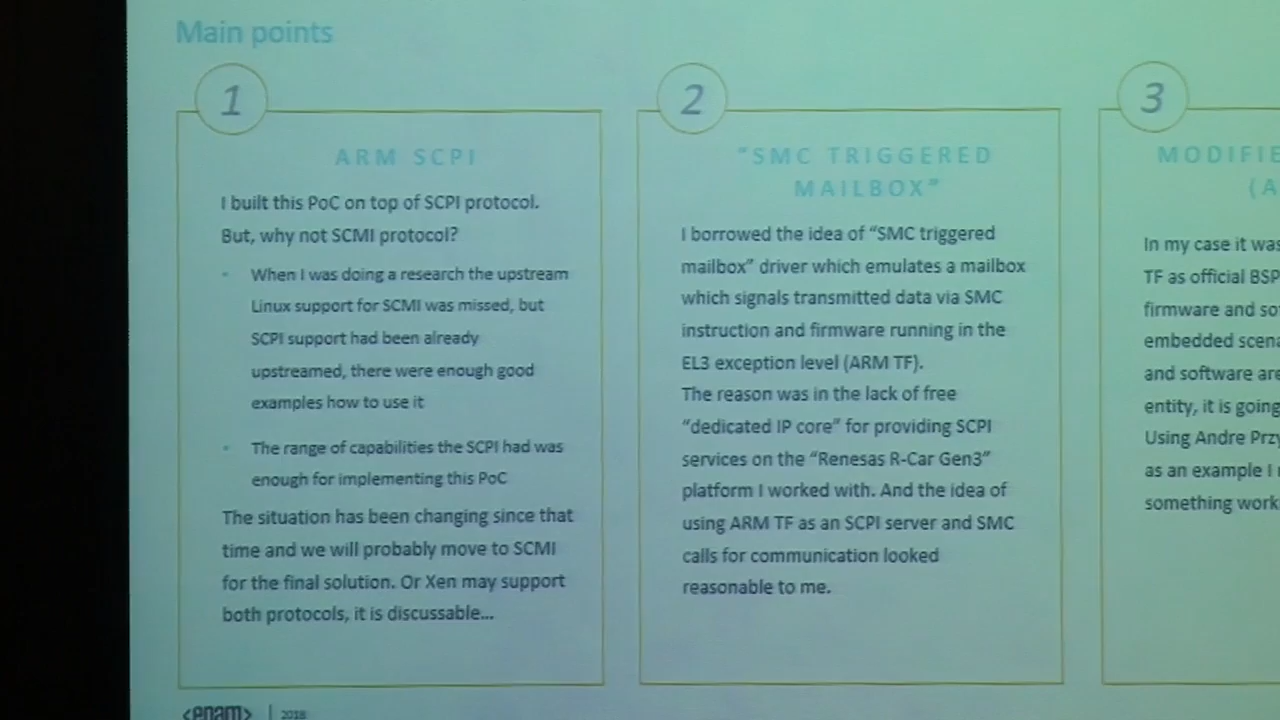 Main points
1
ARM SCPI
I built this PoC on top of SCPI protocol.
But, why not SCMI protocol?
• When I was doing a research the upstream
Linux support for SCMI was missed, but
SCPI support had been already
upstreamed, there were enough good
examples how to use it
• The range of capabilities the SCPI had was
enough for implementing this PoC
The situation has been changing since that
time and we will probably move to SCMI
for the final solution. Or Xen may support
both protocols, it is discussable...
2
"SMC TRIGGERED
MAILBOX"
I borrowed the idea of “SMC triggered
mailbox” driver which emulates a mailbox
which signals transmitted data via SMC
instruction and firmware running in the
EL3 exception level (ARM TF).
The reason was in the lack of free
“dedicated IP core” for providing SCPI
services on the “Renesas R-Car Gen3”
platform I worked with. And the idea of
using ARM TF as an SCPI server and SMC
calls for communication looked
reasonable to me.
3
MODIFIE
(A
In my case it was
TF as official BSP
firmware and so
embedded scena
and software are
entity, it is going
Using Andre Przy
as an example I
something work
<epam> | 2018